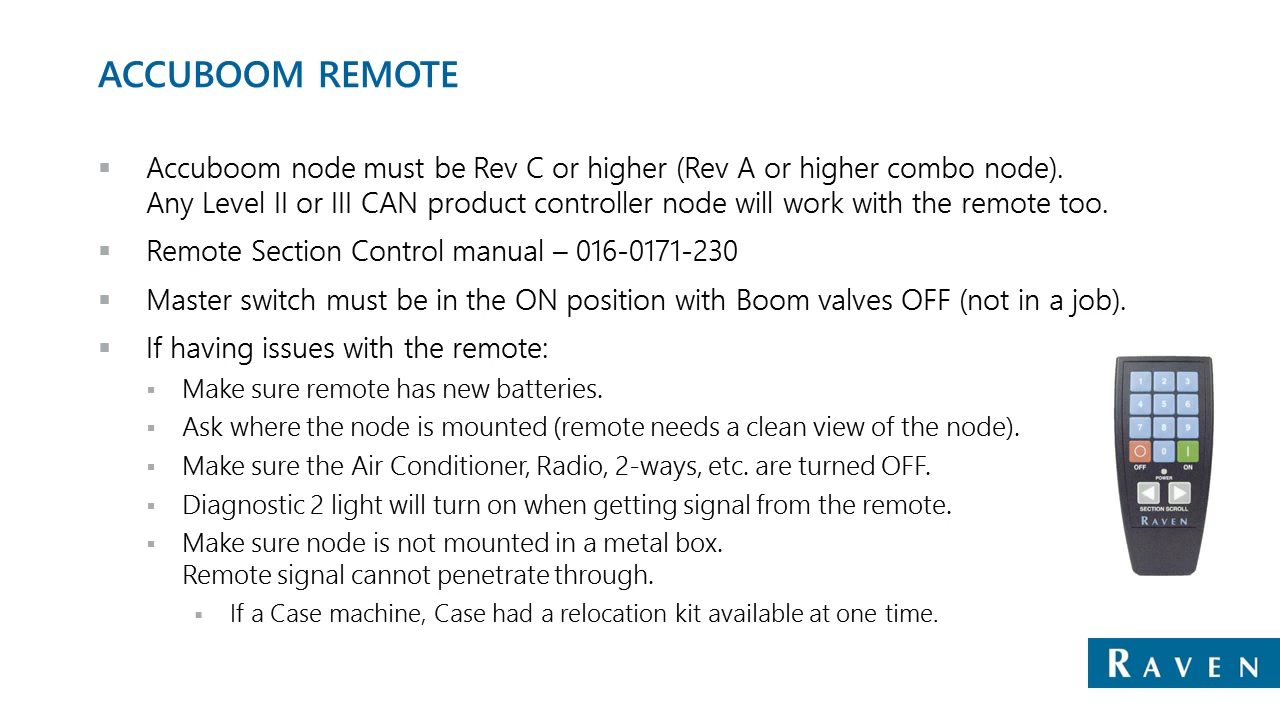 ACCUBOOM REMOTE
Accuboom node must be Rev C or higher (Rev A or higher combo node).
Any Level II or III CAN product controller node will work with the remote too.
Remote Section Control manual – 016-0171-230
Master switch must be in the ON position with Boom valves OFF (not in a job).
If having issues with the remote:
Make sure remote has new batteries.
Ask where the node is mounted (remote needs a clean view of the node).
Make sure the Air Conditioner, Radio, 2-ways, etc. are turned OFF.
Diagnostic 2 light will turn on when getting signal from the remote.
Make sure node is not mounted in a metal box.
Remote signal cannot penetrate through.
If a Case machine, Case had a relocation kit available at one time.
1 2 3
4 5 6
7 8 9
O 0 I
OFF ON
POWER
SECTION SCROLL
RAVEN
RAVEN